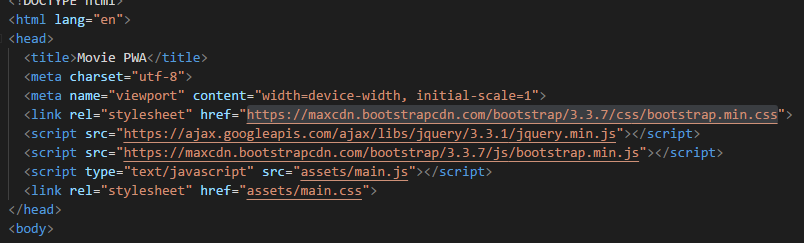 <!DOCTYPE html>
<html lang="en">
<head>
<title>Movie PWA</title>
<meta charset="utf-8">
<meta name="viewport" content="width=device-width, initial-scale=1">
<link rel="stylesheet" href="https://maxcdn.bootstrapcdn.com/bootstrap/3.3.7/css/bootstrap.min.css">
<script src="https://ajax.googleapis.com/ajax/libs/jquery/3.3.1/jquery.min.js"></script>
<script src="https://maxcdn.bootstrapcdn.com/bootstrap/3.3.7/js/bootstrap.min.js"></script>
<script type="text/javascript" src="assets/main.js"></script>
<link rel="stylesheet" href="assets/main.css">
</head>
<body>